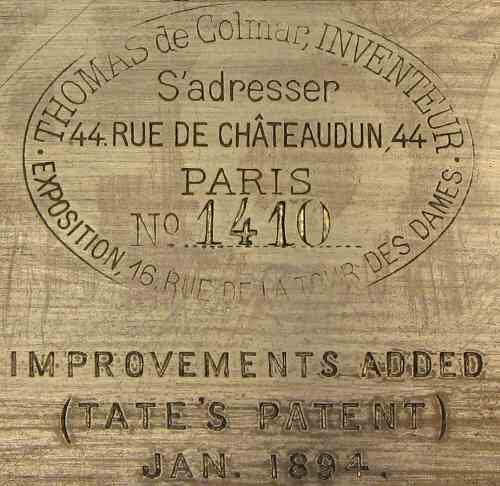 THOMAS de Colmar, INVENTEUR
S'adresser
44. RUE DE CHÂTEAUDUN, 44
PARIS
No. 1410
· EXPOSITION, 16, RUE DE LA TOUR DES DAMES ·
IMPROVEMENTS ADDED
(TATE'S PATENT)
JAN. 1894.